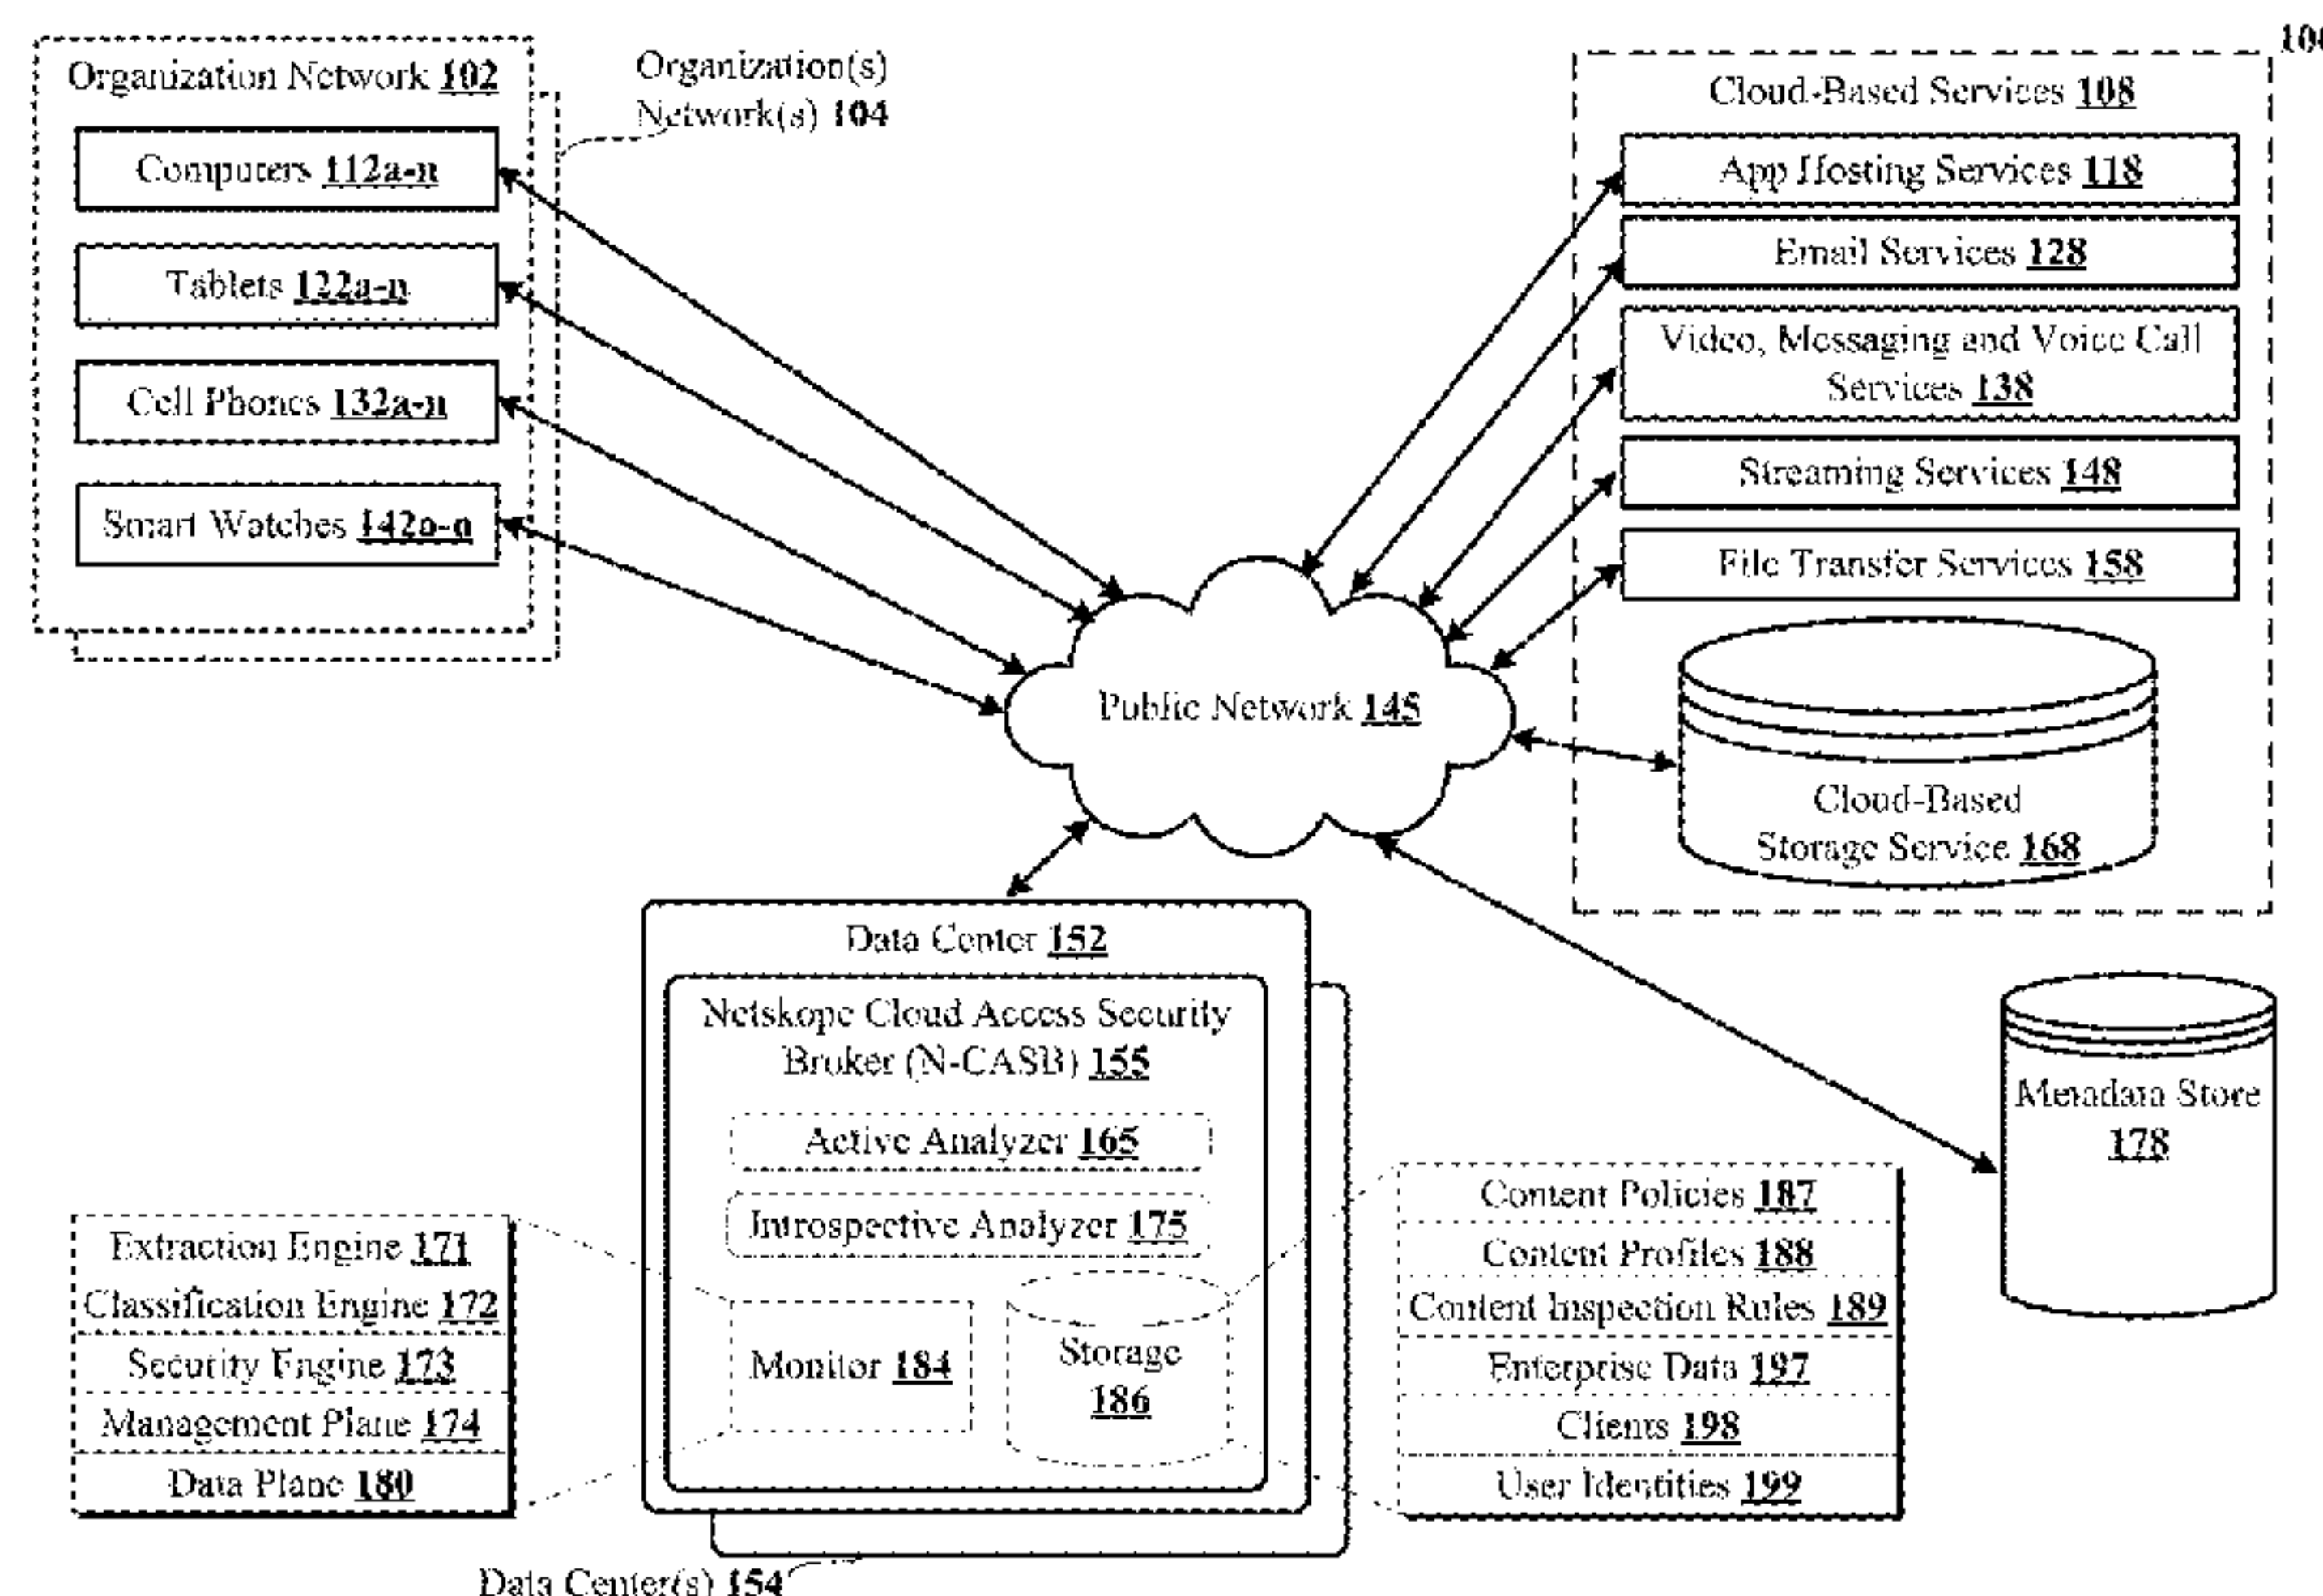 100
Organization Network 102
Computers 112a-n
Tablets 122a-n
Cell Phones 132a-n
Smart Watches 142a-n
Organization(s)
Network(s) 104
Cloud-Based Services 108
App Hosting Services 118
Email Services 128
Video, Messaging and Voice Call
Services 138
Streaming Services 148
File Transfer Services 158
Cloud-Based
Storage Service 168
Public Network 145
Data Center 152
Netskope Cloud Access Security
Broker (N-CASB) 155
Active Analyzer 165
Introspective Analyzer 175
Monitor 184
Storage
186
Metadata Store
178
Extraction Engine 171
Classification Engine 172
Security Engine 173
Management Plane 174
Data Plane 180
Content Policies 187
Content Profiles 188
Content Inspection Rules 189
Enterprise Data 197
Clients 198
User Identities 199
Data Center(s) 154